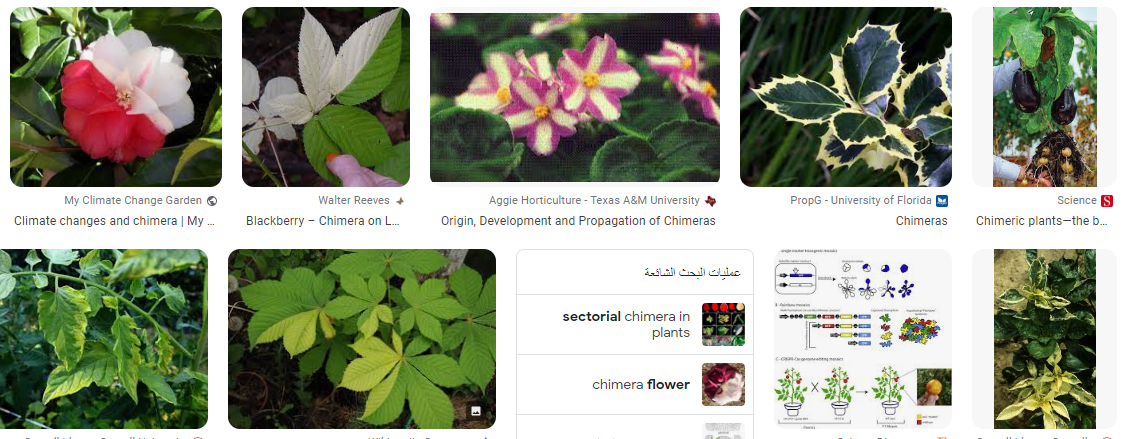 My Climate Change Garden
Climate changes and chimera | My ...
Walter Reeves
Blackberry – Chimera on L...
Aggie Horticulture - Texas A&M University
Origin, Development and Propagation of Chimeras
PropG - University of Florida
Chimeras
Science
S
Chimeric plants—the b...
عمليات البحث الشائعة
sectorial chimera in
plants
chimera flower